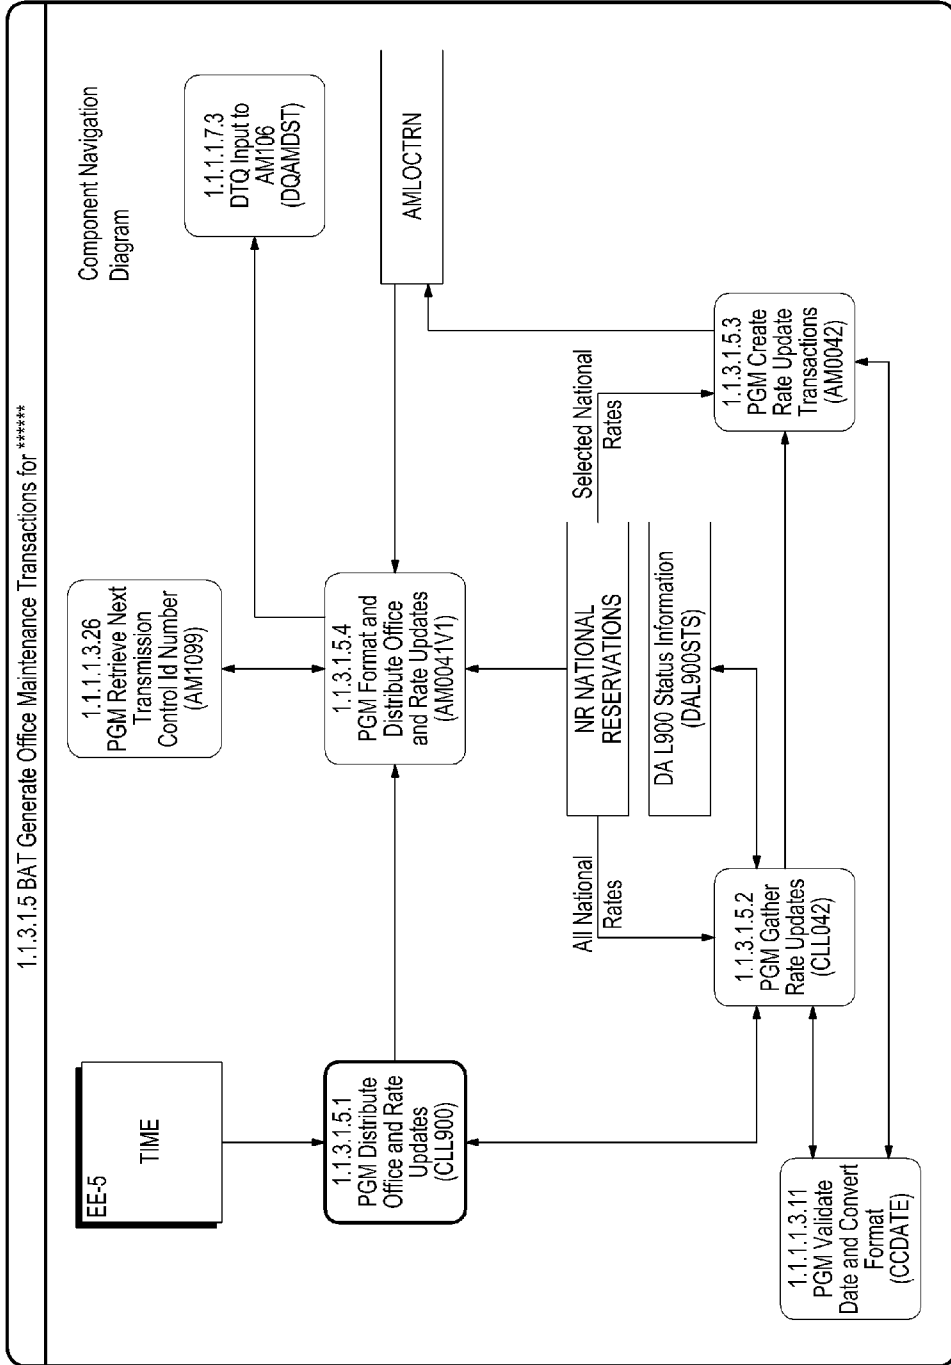 1.1.3.1.5 BAT Generate Office Maintenance Transactions for ******
Component Navigation
Diagram
EE-5
TIME
1.1.1.1.3.26
PGM Retrieve Next
Transmission
Control Id Number
(AM1099)
1.1.1.1.7.3
DTQ Input to
AM106
(DQAMDST)
1.1.3.1.5.1
PGM Distribute
Office and Rate
Updates
(CLL900)
1.1.3.1.5.4
PGM Format and
Distribute Office
and Rate Updates
(AM0041V1)
AMLOCTRN
All National
Rates
NR NATIONAL
RESERVATIONS
Selected National
Rates
DA L900 Status Information
(DAL900STS)
1.1.3.1.5.2
PGM Gather
Rate Updates
(CLL042)
1.1.3.1.5.3
PGM Create
Rate Update
Transactions
(AM0042)
1.1.1.1.3.11
PGM Validate
Date and Convert
Format
(CCDATE)